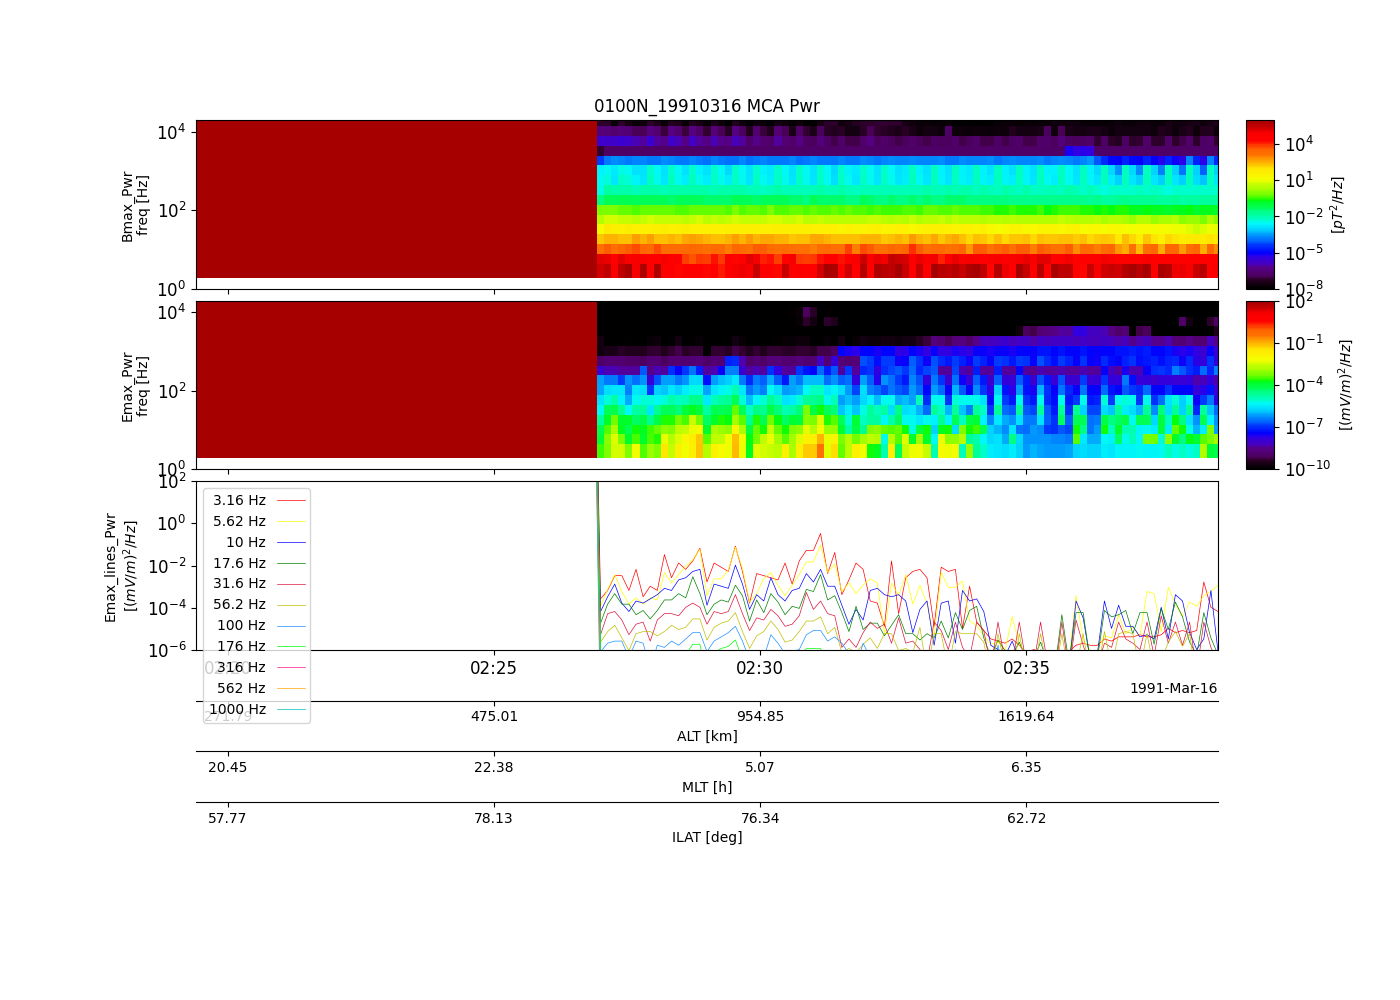 0100N_19910316 MCA Pwr
Bmax_Pwr
freq [Hz]
10^4
10^2
10^0
10^4
10^1
10^-2
10^-5
10^-8
[pT^2/Hz]
Emax_Pwr
freq [Hz]
10^4
10^2
10^0
10^2
10^-1
10^-4
10^-7
10^-10
[(mV/m)^2/Hz]
Emax_lines_Pwr
[(mV/m)^2/Hz]
10^2
10^0
10^-2
10^-4
10^-6
3.16 Hz
5.62 Hz
10 Hz
17.6 Hz
31.6 Hz
56.2 Hz
100 Hz
176 Hz
316 Hz
562 Hz
1000 Hz
02:20 02:25 02:30 02:35
1991-Mar-16
271.79 475.01 954.85 1619.64
ALT [km]
20.45 22.38 5.07 6.35
MLT [h]
57.77 78.13 76.34 62.72
ILAT [deg]